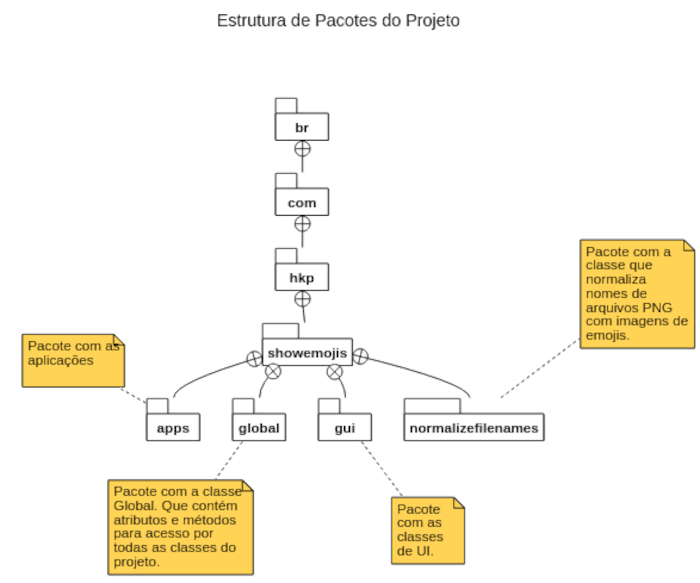 Estrutura de Pacotes do Projeto
br
com
hkp
Pacote com a
classe que
normaliza
nomes de
arquivos PNG
com imagens de
emojis.
Pacote com as
aplicações
showemojis
apps
global
gui
normalizefilenames
Pacote com a classe
Global. Que contém
atributos e métodos
para acesso por
todas as classes do
projeto.
Pacote
com as
classes
de UI.